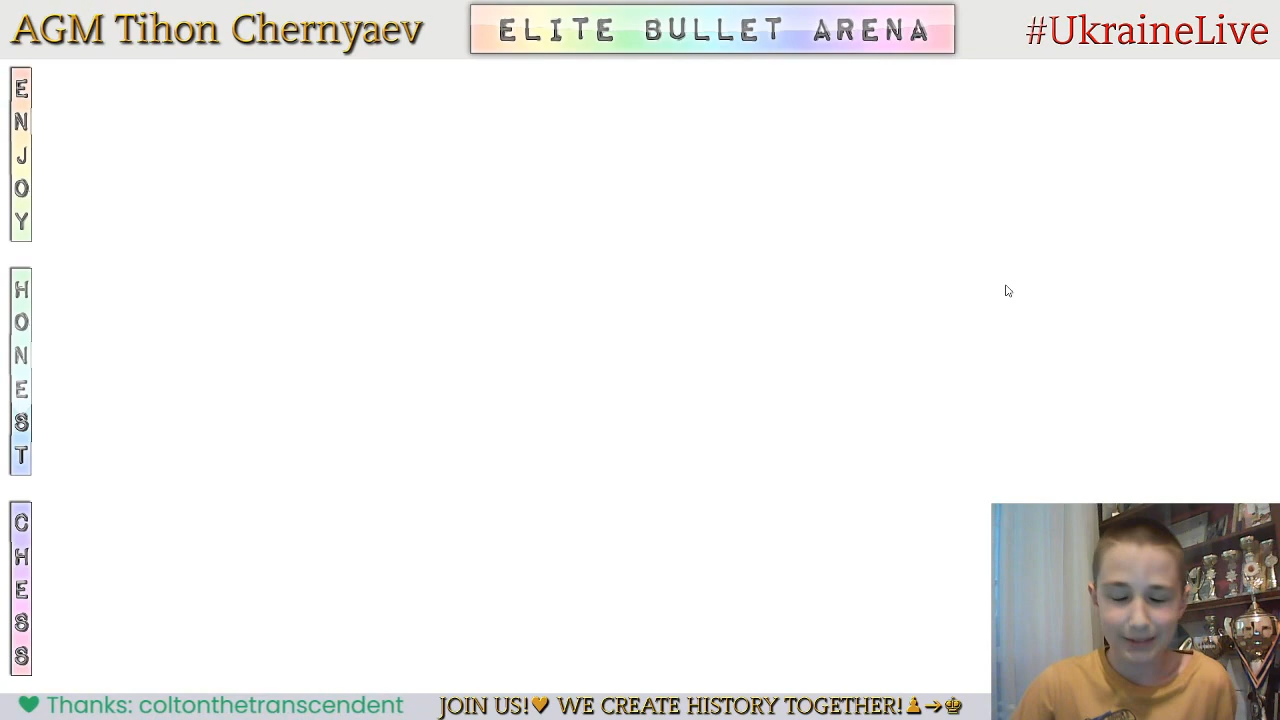 AGM Tihon Chernyaev
ELITE BULLET ARENA
#UkraineLive
ENJOY
HONEST
CHESS
Thanks: coltonthetranscendent
JOIN US!🧡 WE CREATE HISTORY TOGETHER!♟→♚